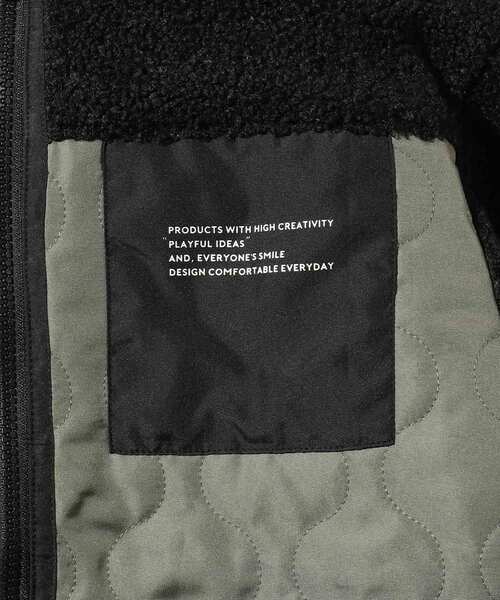 PRODUCTS WITH HIGH CREATIVITY
"PLAYFUL IDEAS"
AND, EVERYONE'S SMILE
DESIGN COMFORTABLE EVERYDAY